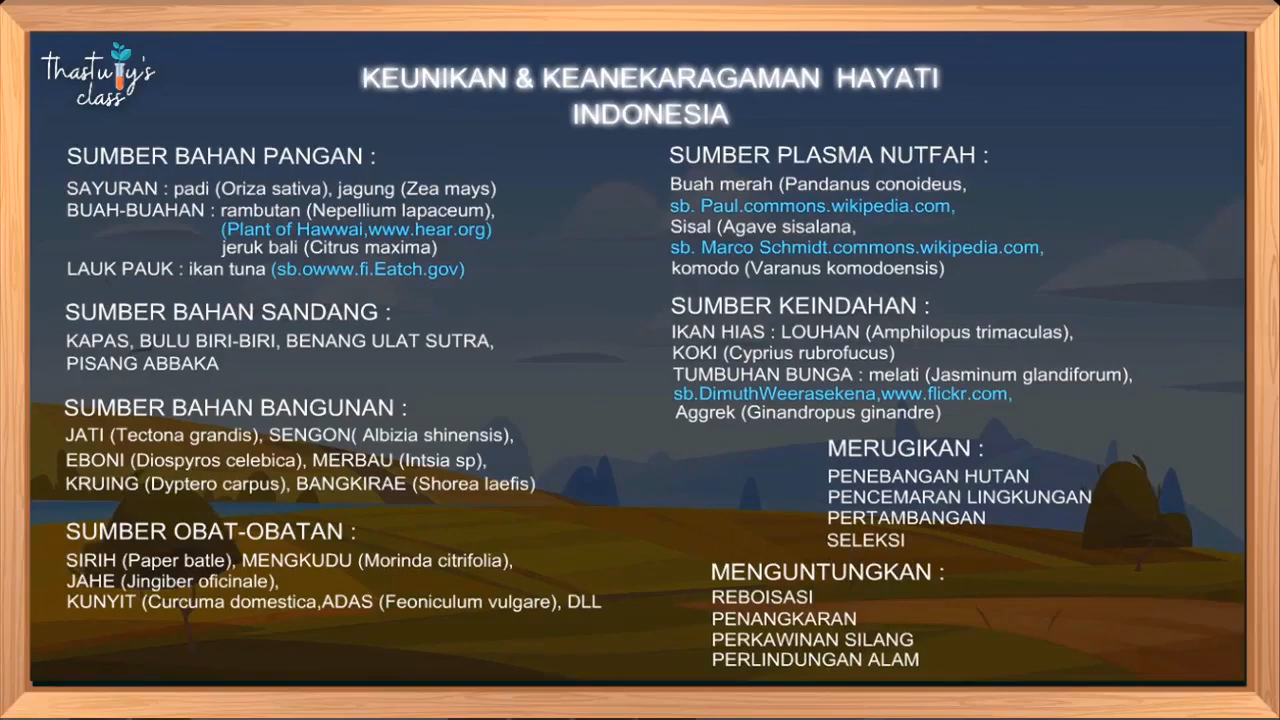 thastuty's
class
KEUNIKAN & KEANEKARAGAMAN HAYATI
INDONESIA
SUMBER BAHAN PANGAN :
SAYURAN : padi (Oriza sativa), jagung (Zea mays)
BUAH-BUAHAN : rambutan (Nepellium lapaceum),
(Plant of Hawwai,www.hear.org)
jeruk bali (Citrus maxima)
LAUK PAUK : ikan tuna (sb.owww.fi.Eatch.gov)
SUMBER BAHAN SANDANG :
KAPAS, BULU BIRI-BIRI, BENANG ULAT SUTRA,
PISANG ABBAKA
SUMBER BAHAN BANGUNAN :
JATI (Tectona grandis), SENGON( Albizia shinensis),
EBONI (Diospyros celebica), MERBAU (Intsia sp),
KRUING (Dyptero carpus), BANGKIRAE (Shorea laefis)
SUMBER OBAT-OBATAN :
SIRIH (Paper batle), MENGKUDU (Morinda citrifolia),
JAHE (Jingiber oficinale),
KUNYIT (Curcuma domestica,ADAS (Feoniculum vulgare), DLL
SUMBER PLASMA NUTFAH :
Buah merah (Pandanus conoideus,
sb. Paul.commons.wikipedia.com,
Sisal (Agave sisalana,
sb. Marco Schmidt.commons.wikipedia.com,
komodo (Varanus komodoensis)
SUMBER KEINDAHAN :
IKAN HIAS : LOUHAN (Amphilopus trimaculas),
KOKI (Cyprius rubrofucus)
TUMBUHAN BUNGA : melati (Jasminum glandiforum),
sb.DimuthWeerasekena,www.flickr.com,
Aggrek (Ginandropus ginandre)
MERUGIKAN :
PENEBANGAN HUTAN
PENCEMARAN LINGKUNGAN
PERTAMBANGAN
SELEKSI
MENGUNTUNGKAN :
REBOISASI
PENANGKARAN
PERKAWINAN SILANG
PERLINDUNGAN ALAM